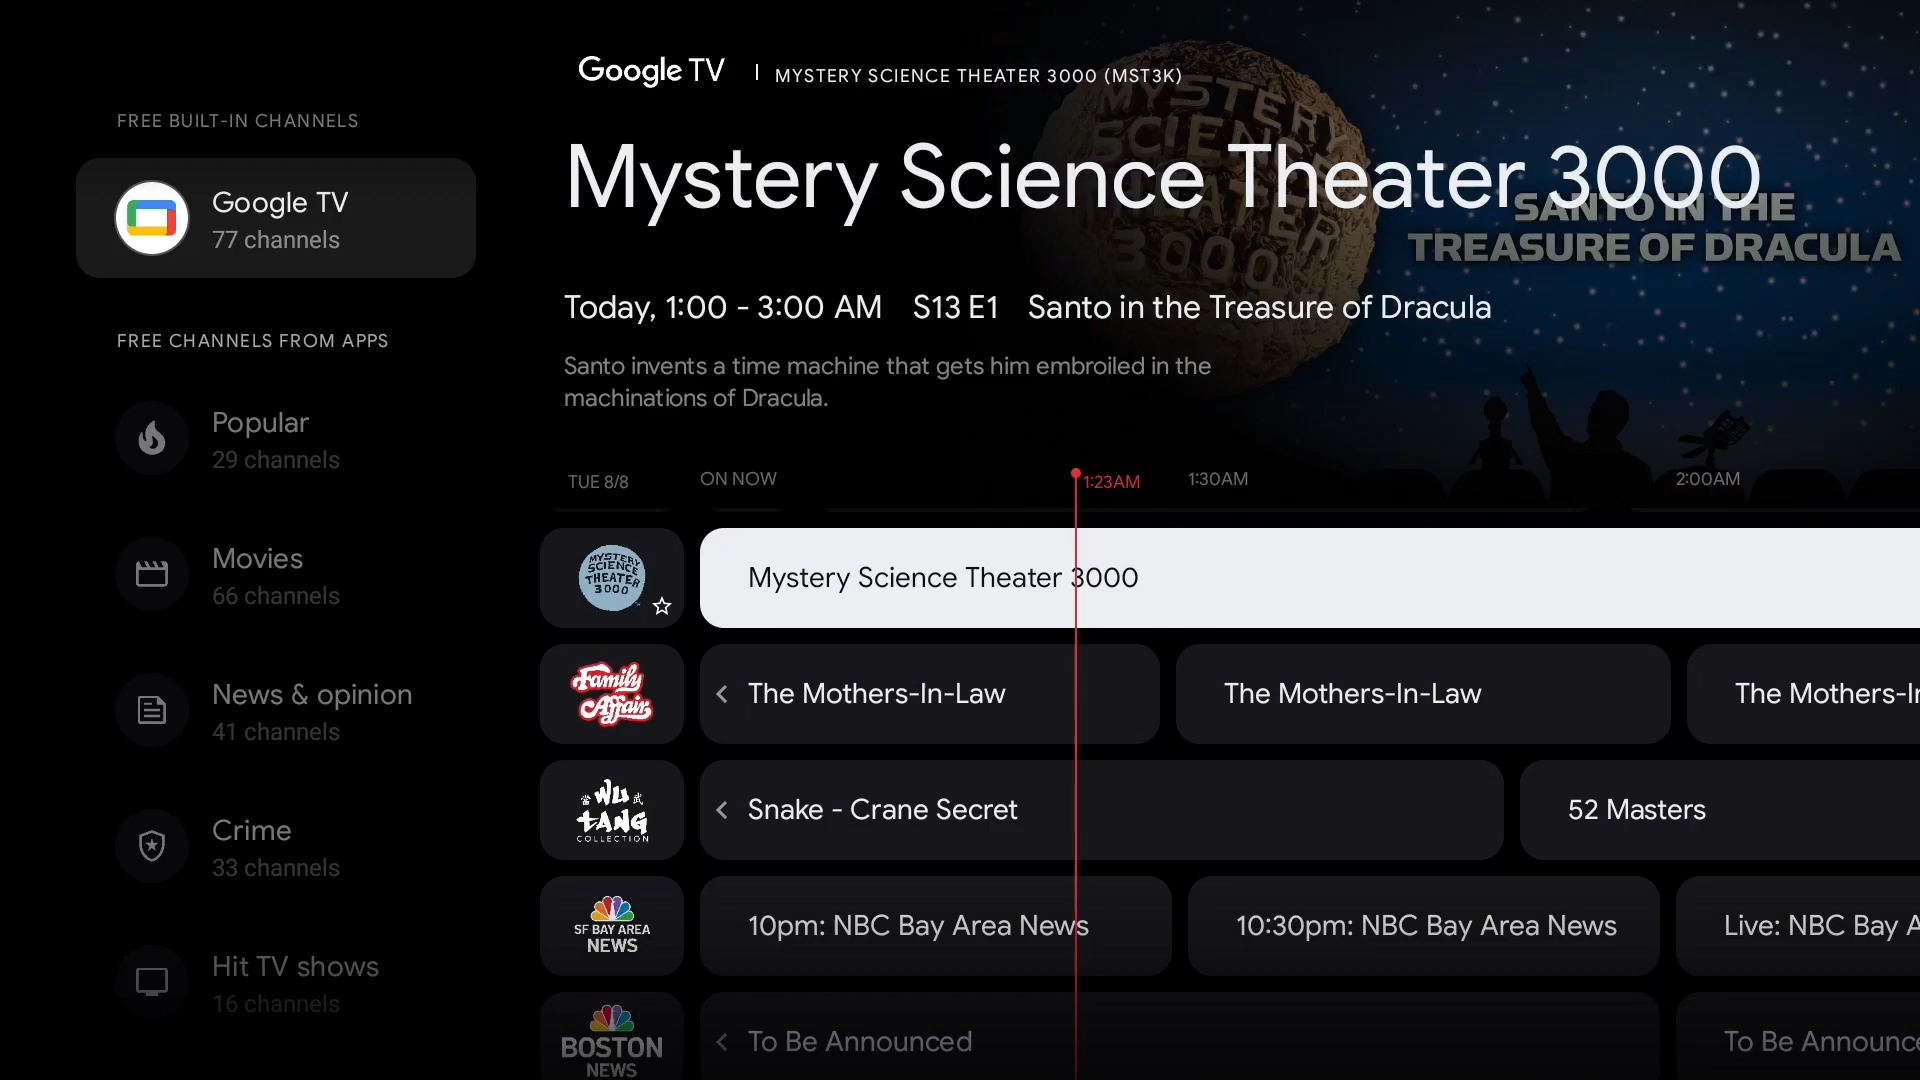 Google TV | MYSTERY SCIENCE THEATER 3000 (MST3K)
FREE BUILT-IN CHANNELS
Google TV
77 channels
FREE CHANNELS FROM APPS
Popular
29 channels
Movies
66 channels
News & opinion
41 channels
Crime
33 channels
Hit TV shows
16 channels
Mystery Science Theater 3000
MYSTERY
SCIENCE
THEATER
3000
SANTO IN THE
TREASURE OF DRACULA
Today, 1:00 - 3:00 AM S13 E1 Santo in the Treasure of Dracula
Santo invents a time machine that gets him embroiled in the
machinations of Dracula.
TUE 8/8 ON NOW 1:23AM 1:30AM 2:00AM
MYSTERY
SCIENCE
THEATER
3000
Mystery Science Theater 3000
Family
Affair
The Mothers-In-Law The Mothers-In-Law The Mothers-I
WU
TANG
COLLECTION
Snake - Crane Secret 52 Masters
SF BAY AREA
NEWS
10pm: NBC Bay Area News 10:30pm: NBC Bay Area News Live: NBC Bay A
BOSTON
NEWS
To Be Announced To Be Announc